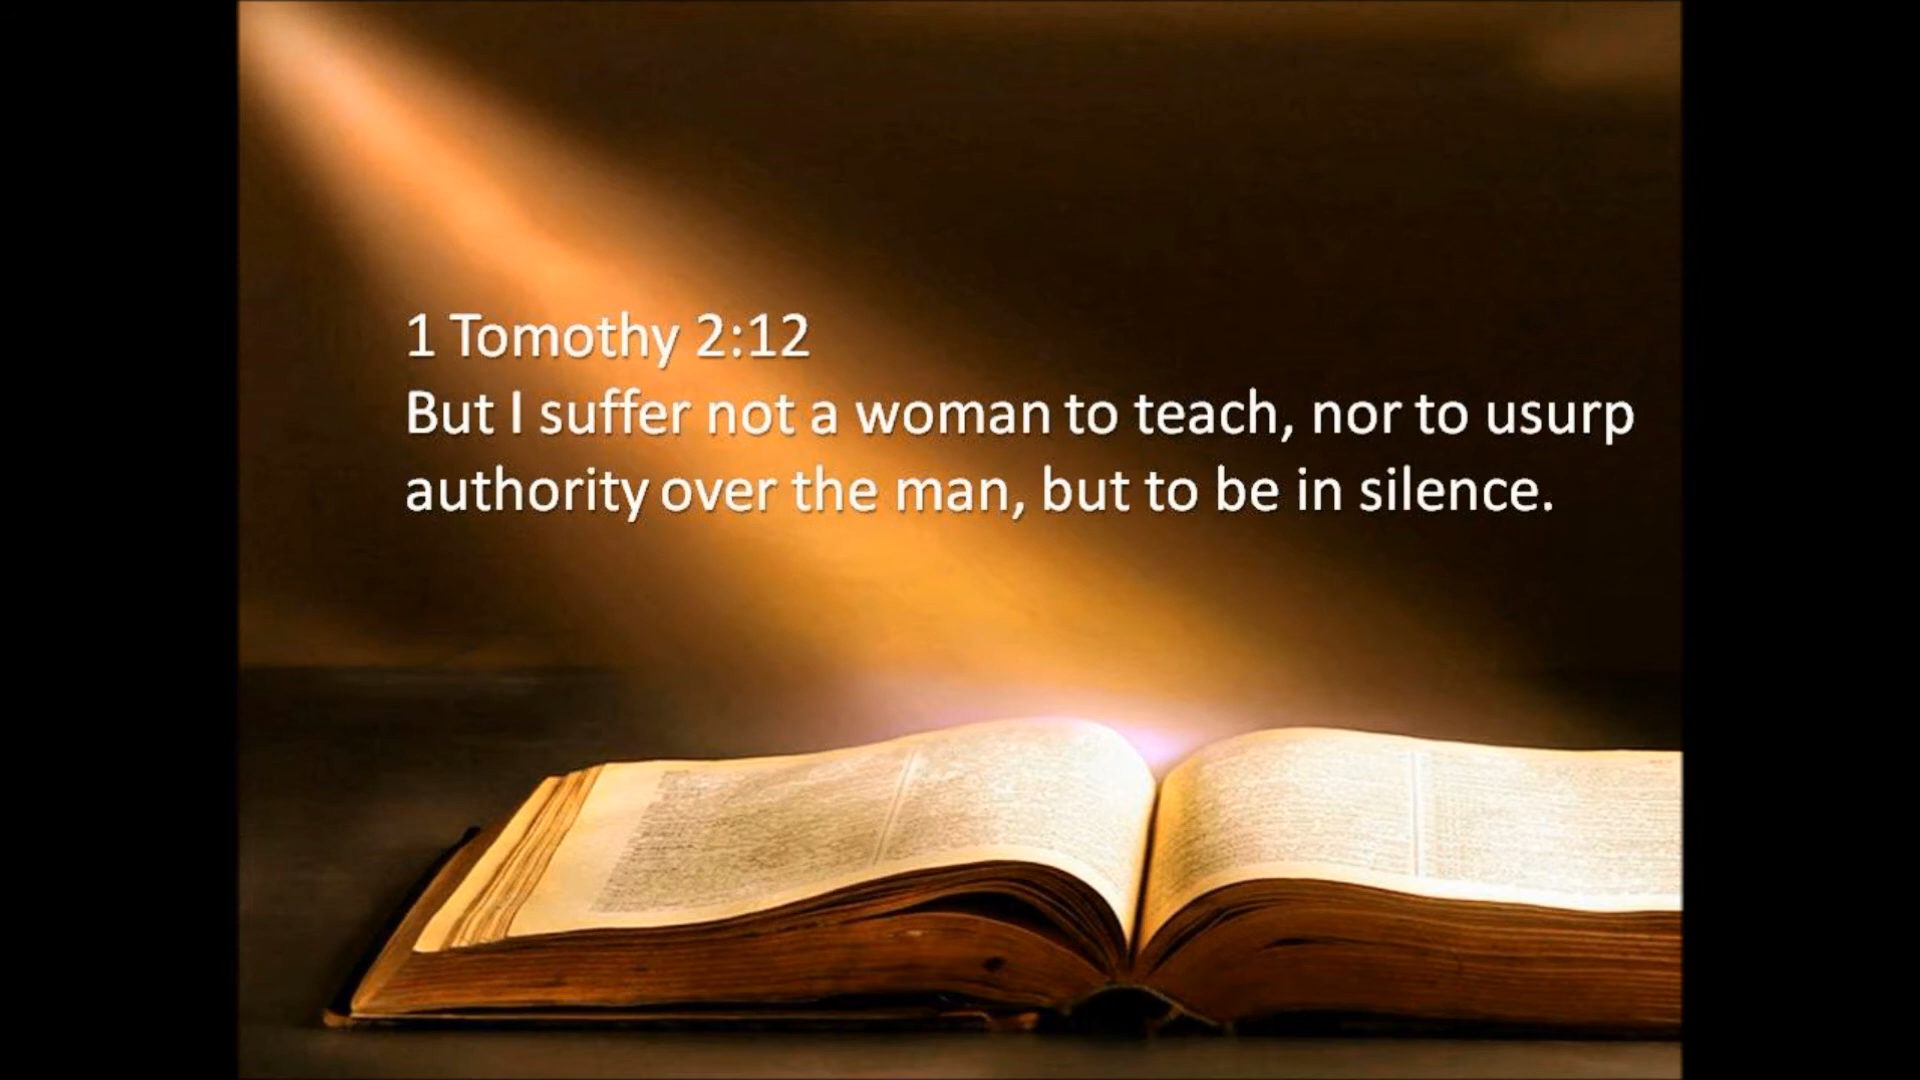 1 Tomothy 2:12
But I suffer not a woman to teach, nor to usurp
authority over the man, but to be in silence.